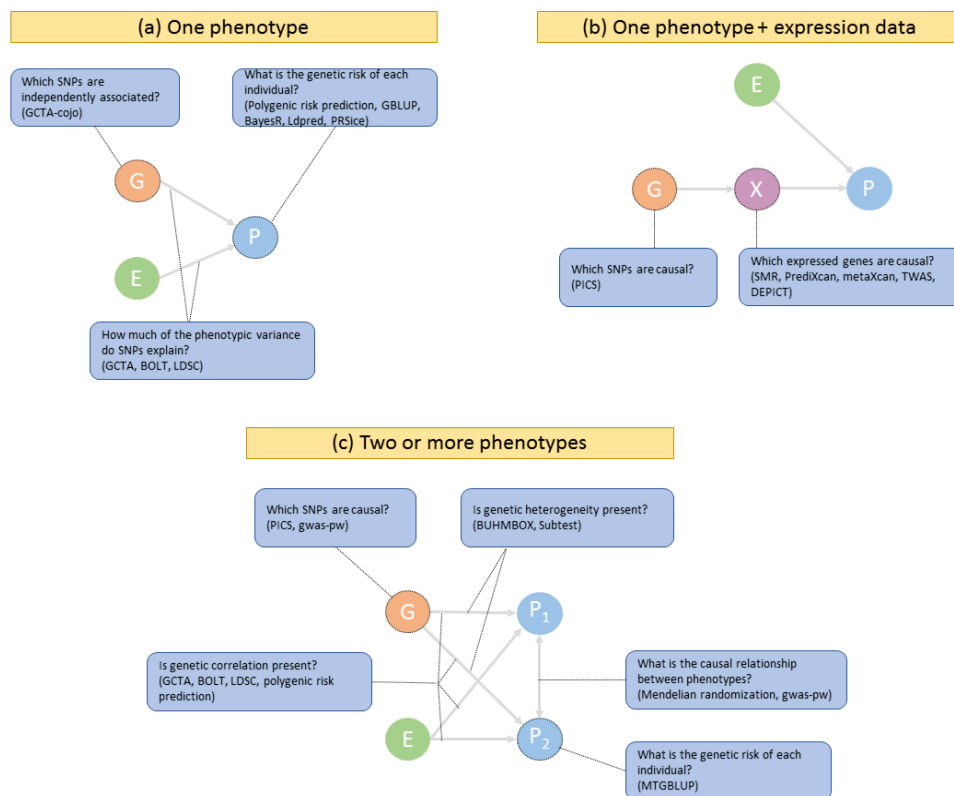 (a) One phenotype
Which SNPs are
independently associated?
(GCTA-cojo)
What is the genetic risk of each
individual?
(Polygenic risk prediction, GBLUP,
BayesR, Ldpred, PRSice)
G
P
E
How much of the phenotypic variance
do SNPs explain?
(GCTA, BOLT, LDSC)
(b) One phenotype + expression data
E
G
X
P
Which SNPs are causal?
(PICS)
Which expressed genes are causal?
(SMR, PrediXcan, metaXcan, TWAS,
DEPICT)
(c) Two or more phenotypes
Which SNPs are causal?
(PICS, gwas-pw)
Is genetic heterogeneity present?
(BUHMBOX, Subtest)
G
P1
Is genetic correlation present?
(GCTA, BOLT, LDSC, polygenic risk
prediction)
What is the causal relationship
between phenotypes?
(Mendelian randomization, gwas-pw)
E
P2
What is the genetic risk of each
individual?
(MTGBLUP)